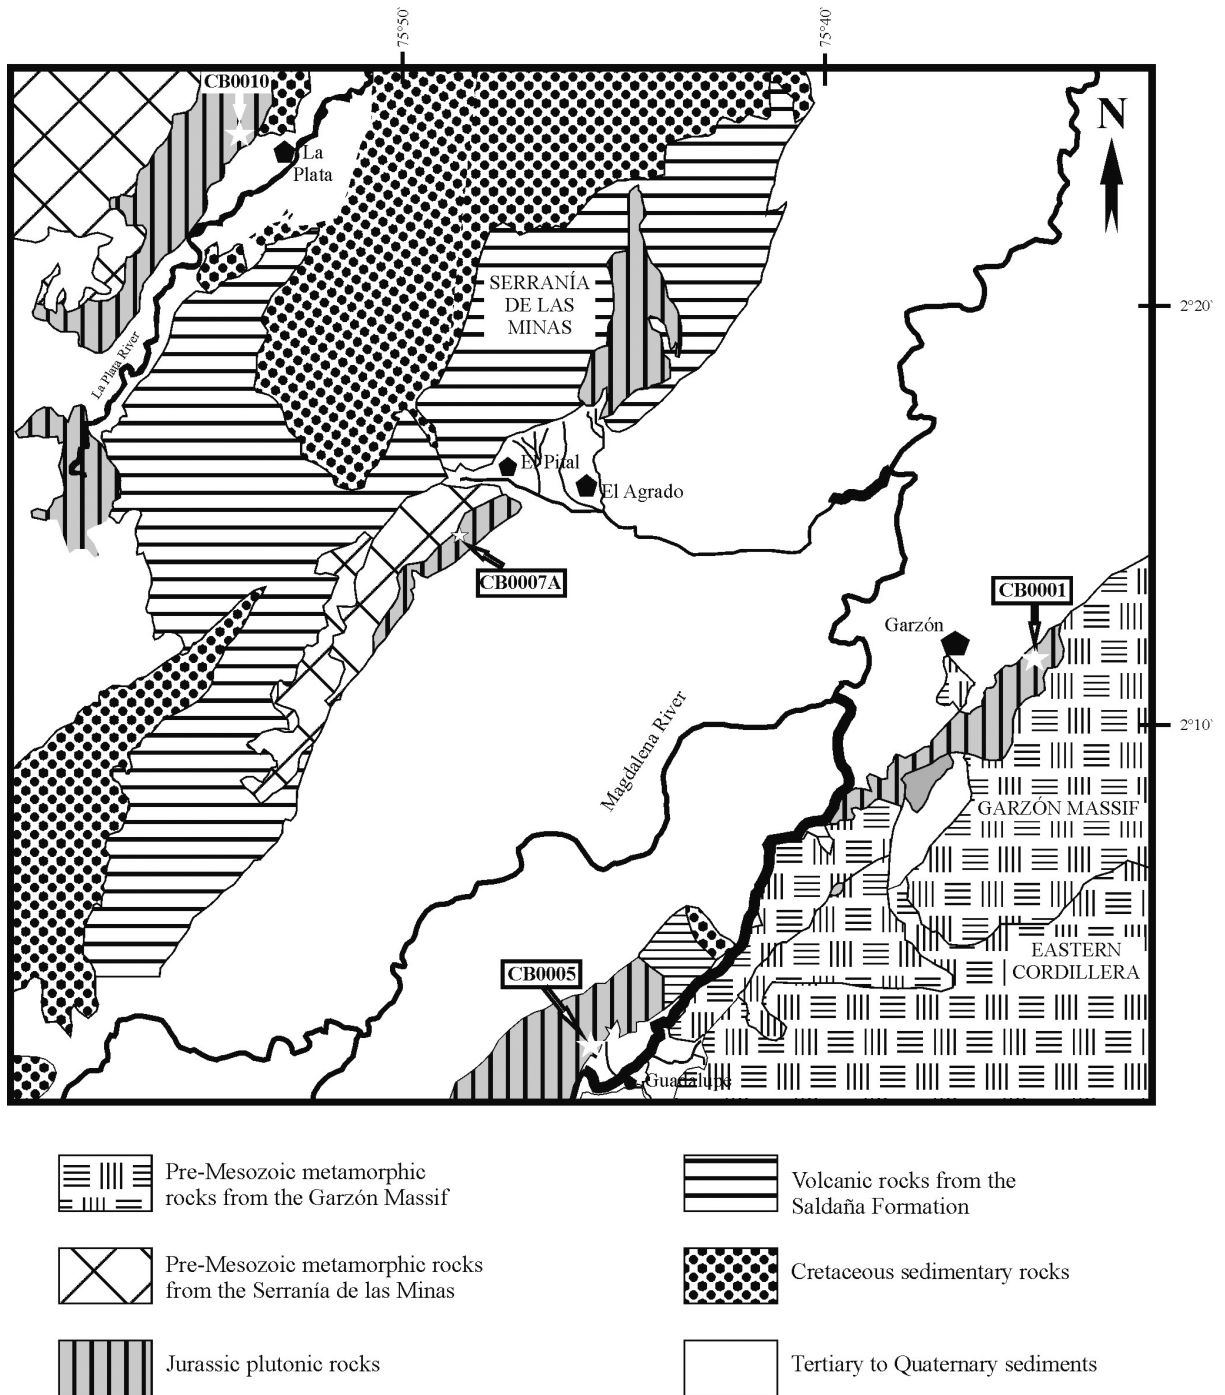 75°50'
75°40'
CB0010
N
La
Plata
SERRANÍA
DE LAS
MINAS
2°20'
La Plata River
El Pital
El Agrado
CB0007A
CB0001
Garzón
Magdalena River
2°10'
GARZÓN MASSIF
EASTERN
CORDILLERA
CB0005
Guadalupe
Pre-Mesozoic metamorphic
rocks from the Garzón Massif
Pre-Mesozoic metamorphic rocks
from the Serranía de las Minas
Jurassic plutonic rocks
Volcanic rocks from the
Saldaña Formation
Cretaceous sedimentary rocks
Tertiary to Quaternary sediments